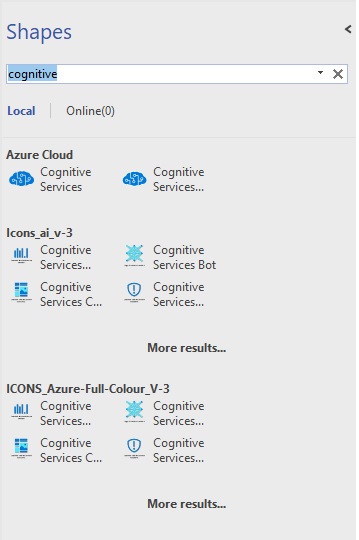 Shapes
cognitive
Local Online(0)
Azure Cloud
Cognitive Cognitive
Services Services...
Icons_ai_v-3
Cognitive Cognitive
Services... Services Bot
Cognitive Cognitive
Services C... Services...
More results...
ICONS_Azure-Full-Colour_V-3
Cognitive Cognitive
Services... Services...
Cognitive Cognitive
Services C... Services...
More results...